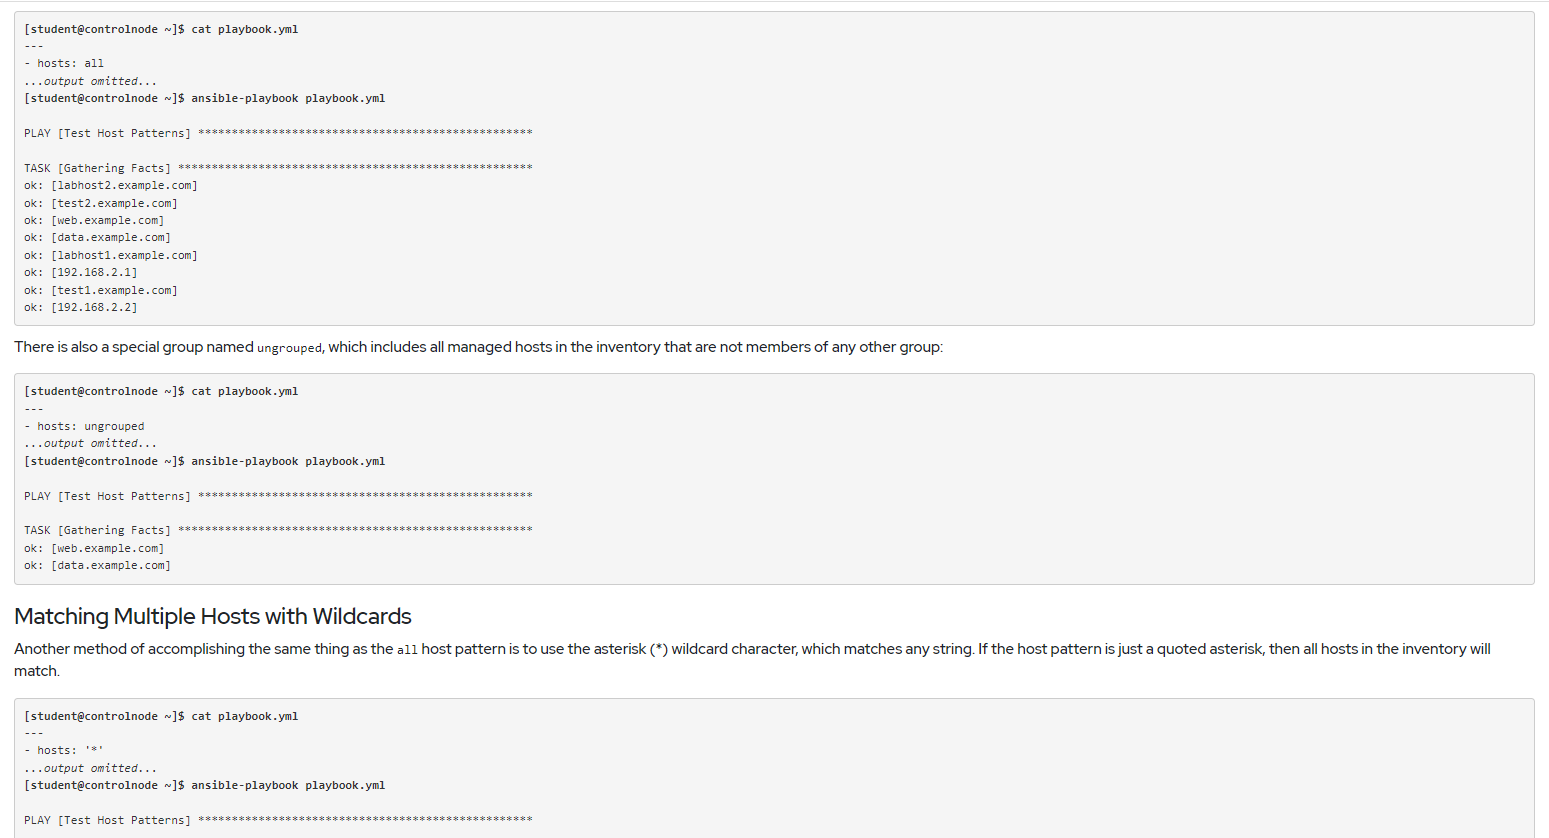 [student@controlnode ~]$ cat playbook.yml
---
- hosts: all
...output omitted...
[student@controlnode ~]$ ansible-playbook playbook.yml
PLAY [Test Host Patterns] **************************************************
TASK [Gathering Facts] *****************************************************
ok: [labhost2.example.com]
ok: [test2.example.com]
ok: [web.example.com]
ok: [data.example.com]
ok: [labhost1.example.com]
ok: [192.168.2.1]
ok: [test1.example.com]
ok: [192.168.2.2]
There is also a special group named ungrouped, which includes all managed hosts in the inventory that are not members of any other group:
[student@controlnode ~]$ cat playbook.yml
---
- hosts: ungrouped
...output omitted...
[student@controlnode ~]$ ansible-playbook playbook.yml
PLAY [Test Host Patterns] **************************************************
TASK [Gathering Facts] *****************************************************
ok: [web.example.com]
ok: [data.example.com]
Matching Multiple Hosts with Wildcards
Another method of accomplishing the same thing as the all host pattern is to use the asterisk (*) wildcard character, which matches any string. If the host pattern is just a quoted asterisk, then all hosts in the inventory will
match.
[student@controlnode ~]$ cat playbook.yml
---
- hosts: '*'
...output omitted...
[student@controlnode ~]$ ansible-playbook playbook.yml
PLAY [Test Host Patterns] **************************************************